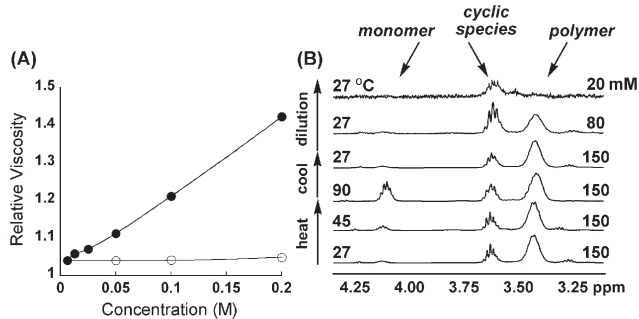 (A)
1.5
1.4
1.3
1.2
1.1
1
Relative Viscosity
0 0.05 0.1 0.15 0.2
Concentration (M)
(B)
monomer
cyclic
species
polymer
27 °C 20 mM
27 80
27 150
90 150
45 150
27 150
dilution
cool
heat
4.25 4.00 3.75 3.50 3.25 ppm